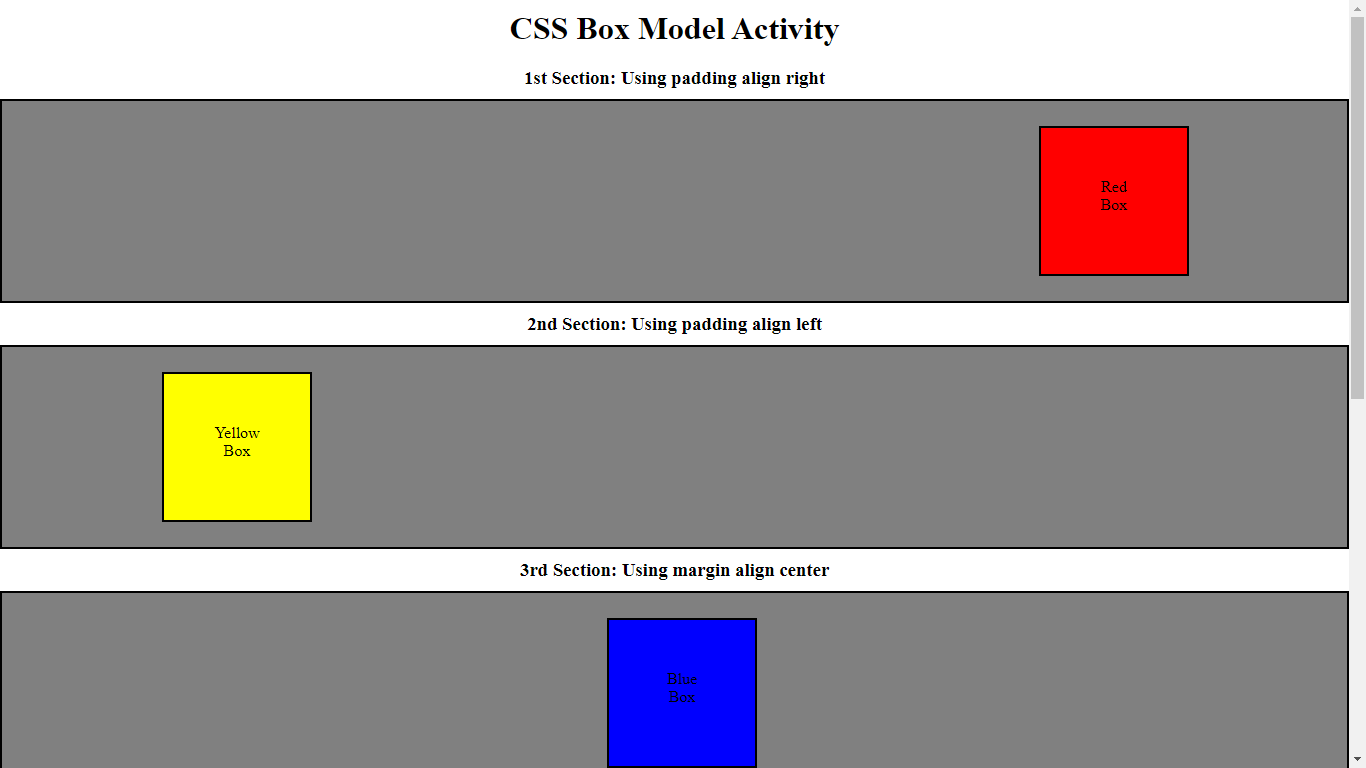 CSS Box Model Activity
1st Section: Using padding align right
Red
Box
2nd Section: Using padding align left
Yellow
Box
3rd Section: Using margin align center
Blue
Box